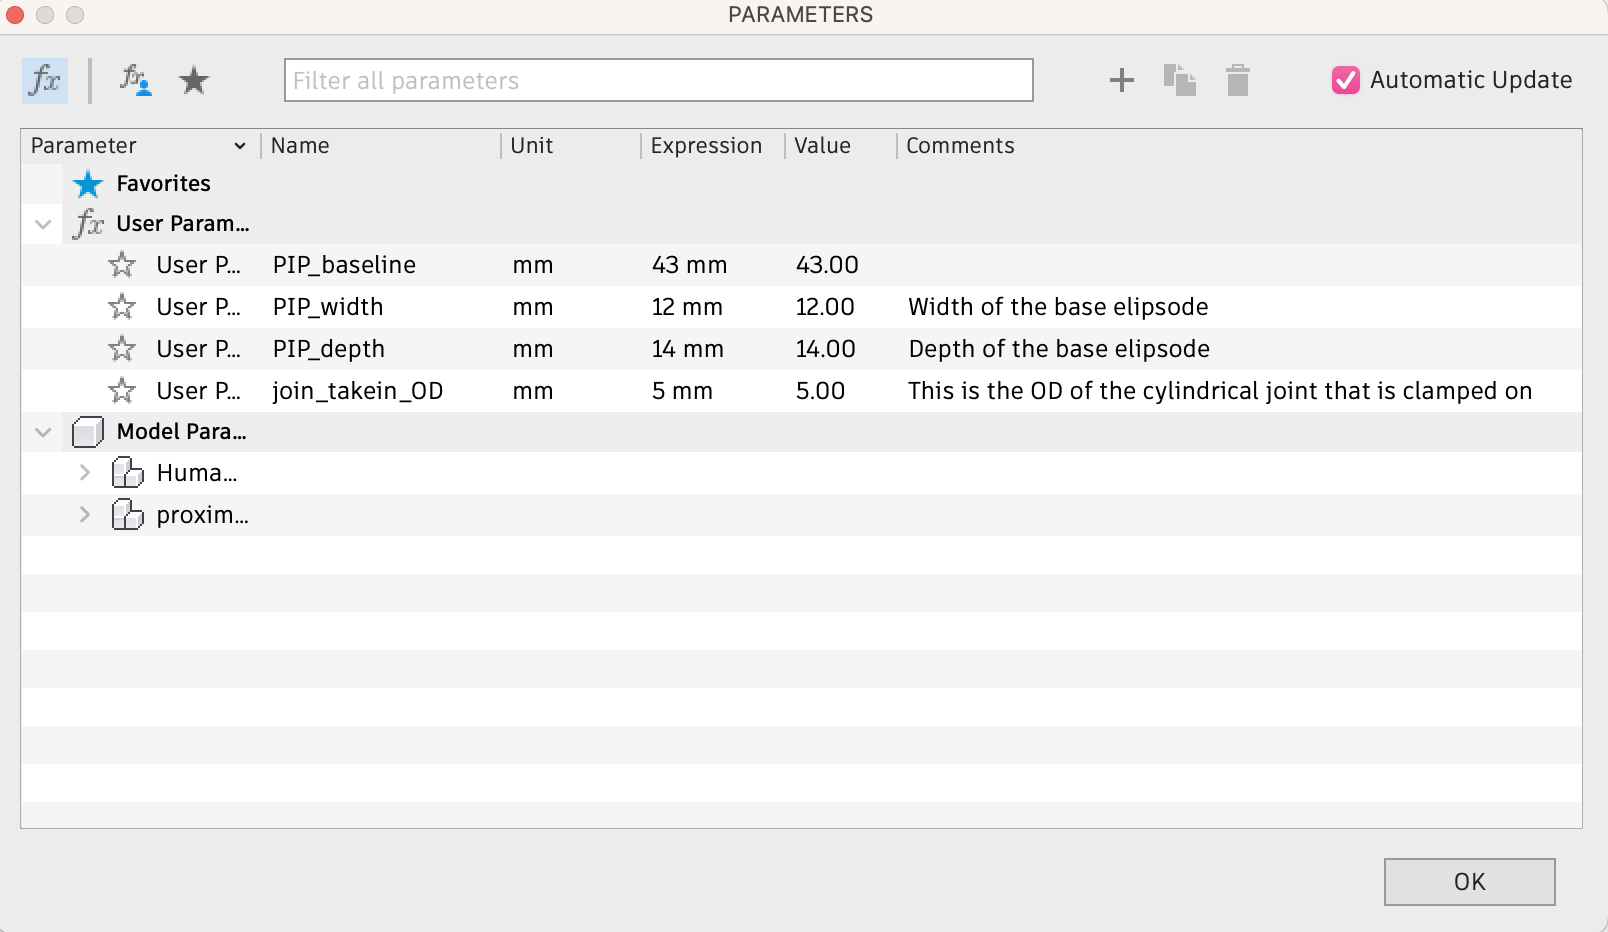 PARAMETERS
fx fx Filter all parameters Automatic Update
Parameter Name Unit Expression Value Comments
Favorites
fx User Param...
User P... PIP_baseline mm 43 mm 43.00
User P... PIP_width mm 12 mm 12.00 Width of the base elipsode
User P... PIP_depth mm 14 mm 14.00 Depth of the base elipsode
User P... join_takein_OD mm 5 mm 5.00 This is the OD of the cylindrical joint that is clamped on
Model Para...
Huma...
proxim...
OK